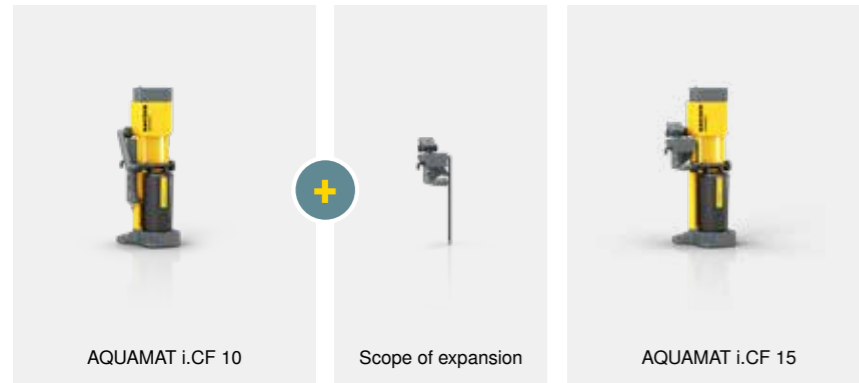 +
AQUAMAT i.CF 10
Scope of expansion
AQUAMAT i.CF 15